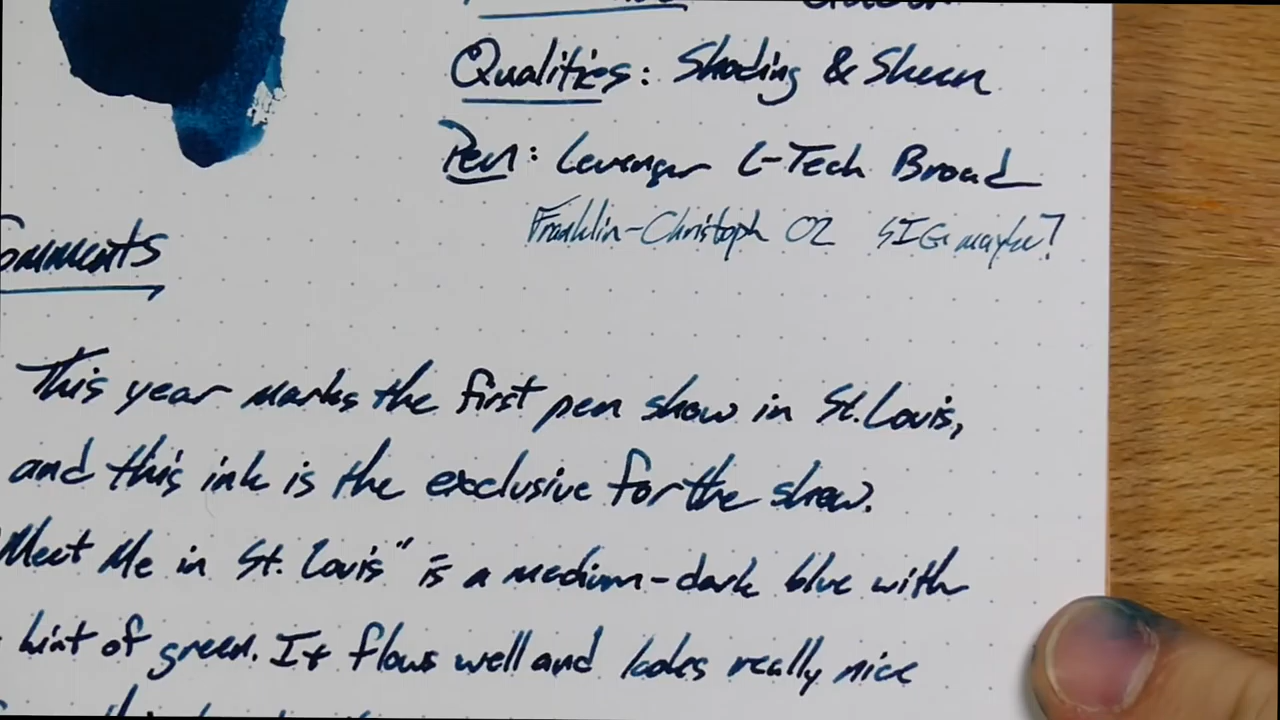 Qualities: Shading & Sheen
Pen: Levenger L-Tech Broad
Franklin-Christoph 02 SIG maybe?
omments
This year marks the first pen show in St. Louis,
and this ink is the exclusive for the show.
Meet Me in St. Louis" is a medium-dark blue with
hint of green. It flows well and looks really nice